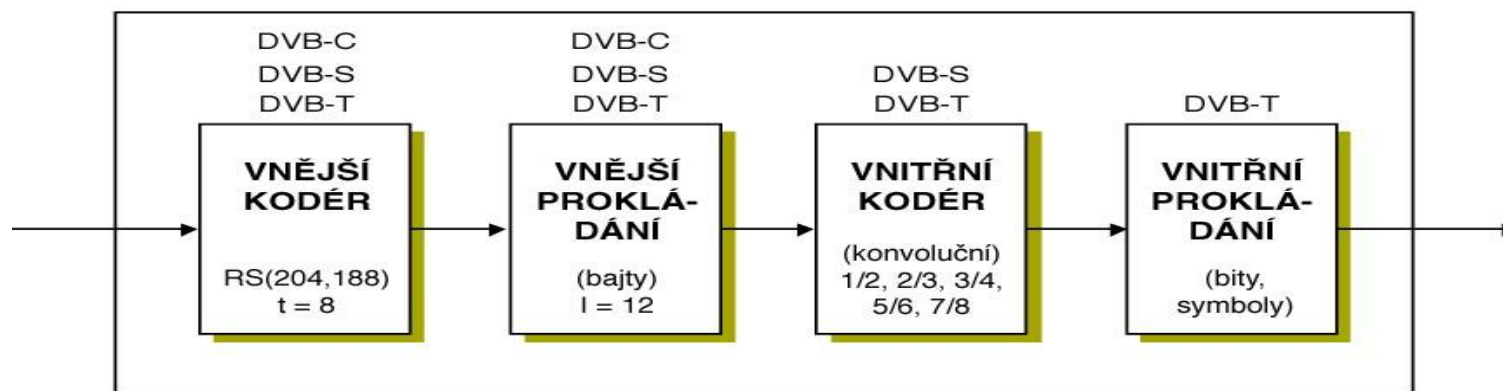 DVB-C
DVB-S
DVB-T
VNĚJŠÍ
KODÉR
RS(204,188)
t = 8
DVB-C
DVB-S
DVB-T
VNĚJŠÍ
PROKLÁ-
DÁNÍ
(bajty)
I = 12
DVB-S
DVB-T
VNITŘNÍ
KODÉR
(konvoluční)
1/2, 2/3, 3/4,
5/6, 7/8
DVB-T
VNITŘNÍ
PROKLÁ-
DÁNÍ
(bity,
symboly)